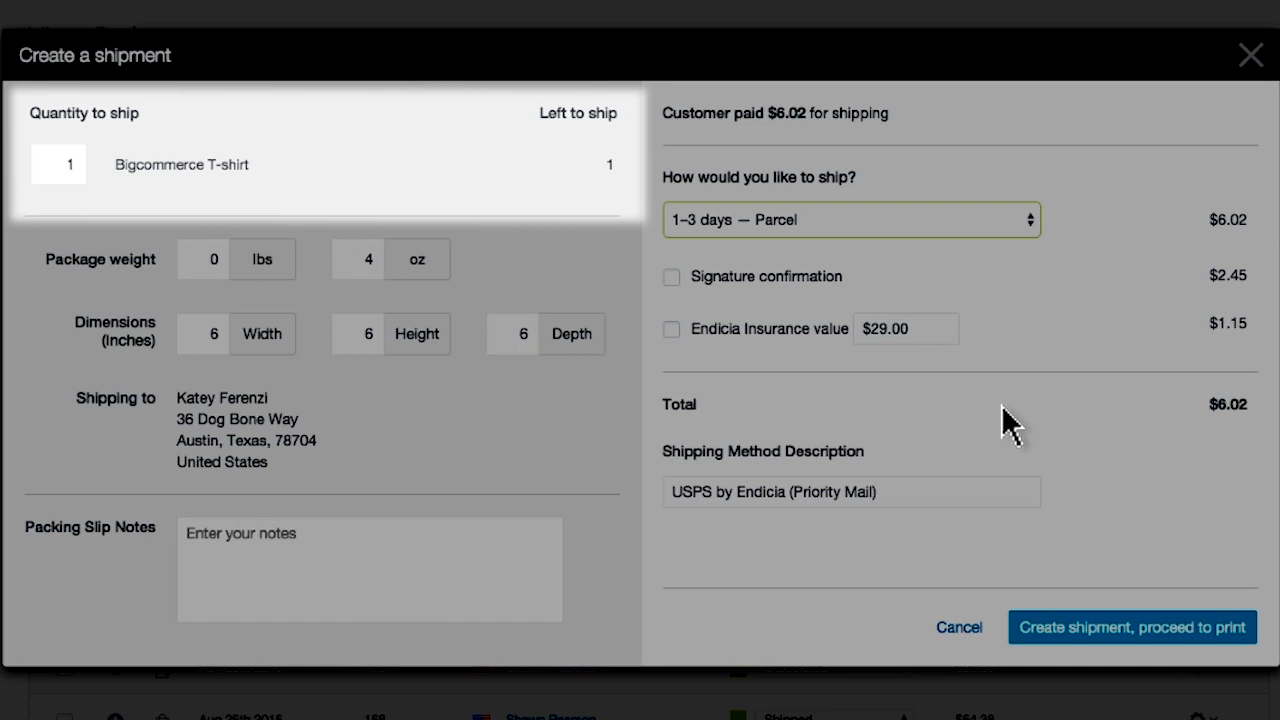 Create a shipment
Quantity to ship
Left to ship
1
Bigcommerce T-shirt
1
Package weight
0 lbs
4 oz
Dimensions
(Inches)
6 Width
6 Height
6 Depth
Shipping to
Katey Ferenzi
36 Dog Bone Way
Austin, Texas, 78704
United States
Packing Slip Notes
Enter your notes
Customer paid $6.02 for shipping
How would you like to ship?
1–3 days — Parcel
$6.02
Signature confirmation
$2.45
Endicia Insurance value $29.00
$1.15
Total
$6.02
Shipping Method Description
USPS by Endicia (Priority Mail)
Cancel
Create shipment, proceed to print
Shipped